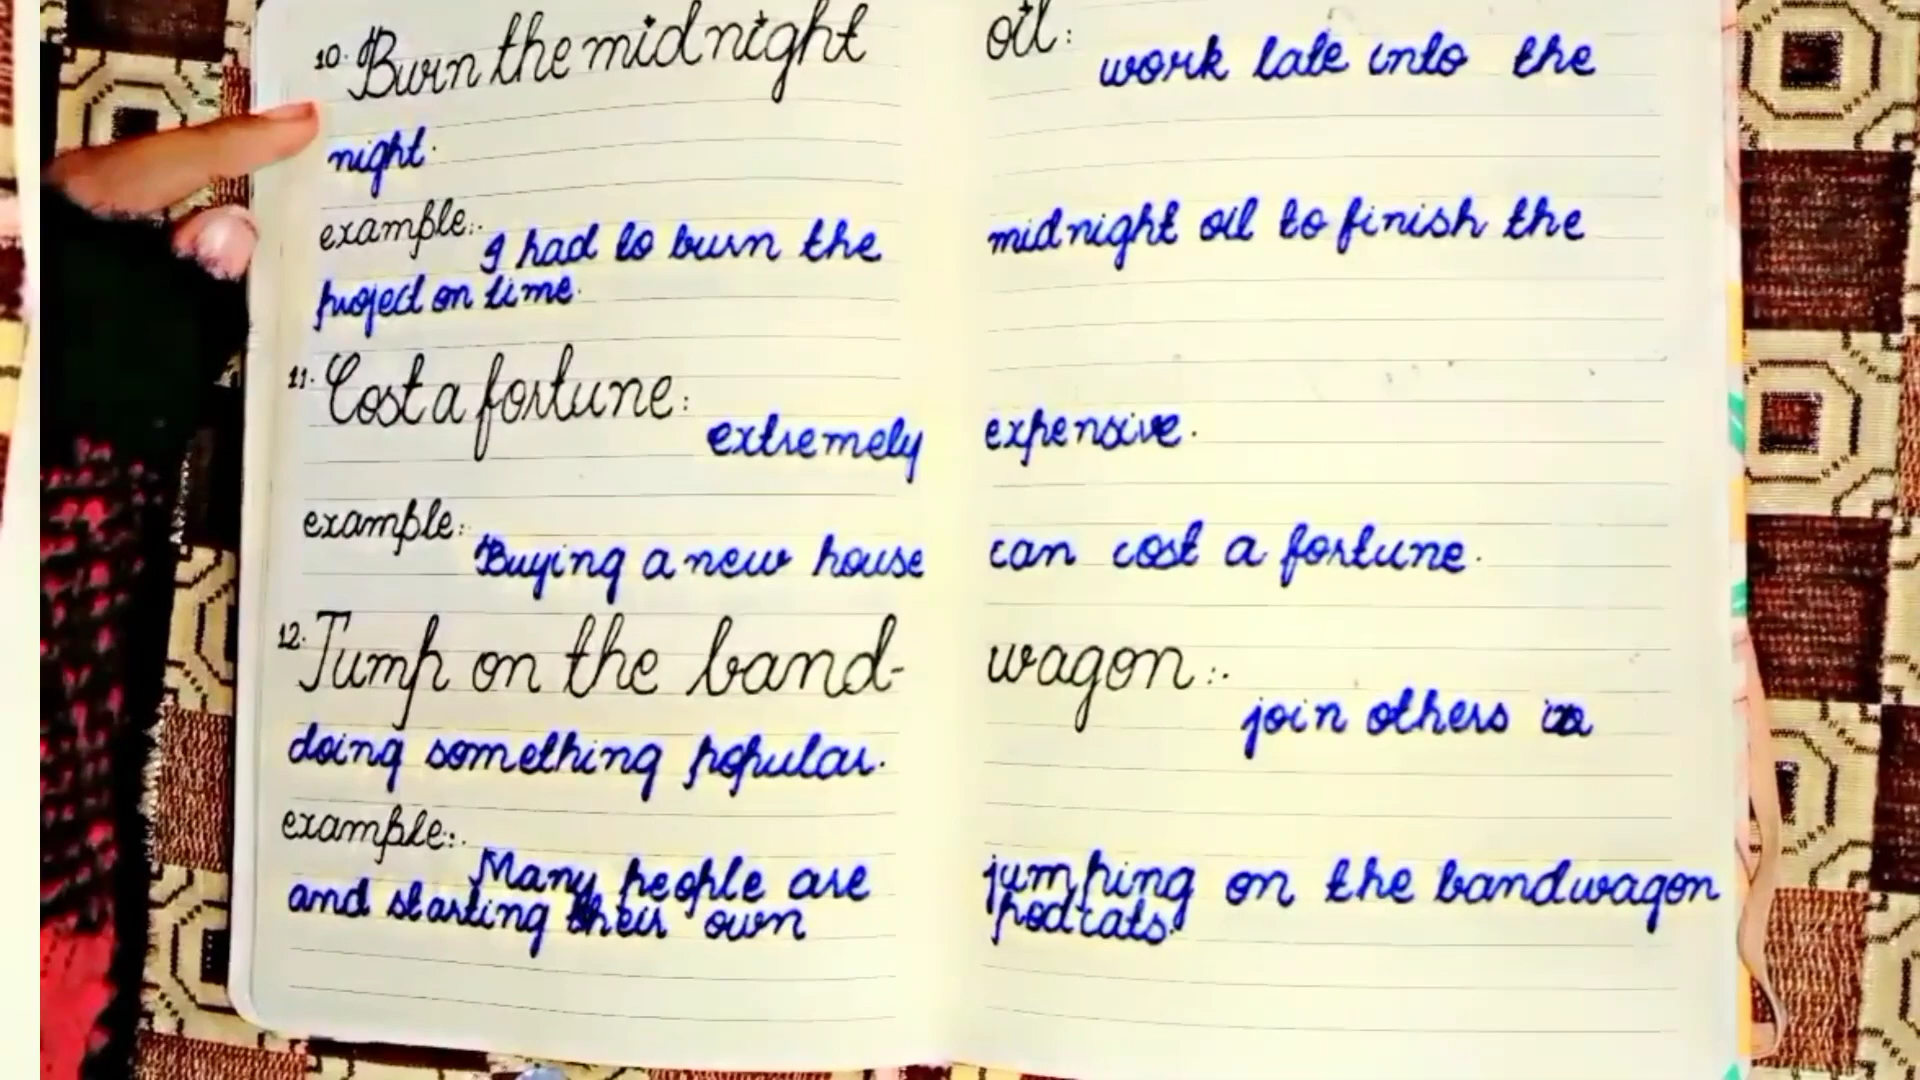 10. Burn the midnight oil: work late into the
night.
example:. I had to burn the midnight oil to finish the
project on time.
11. Cost a fortune: extremely expensive.
example: Buying a new house can cost a fortune.
12. Jump on the band-wagon:. join others
doing something popular.
example:. Many people are jumping on the bandwagon
and starting their own podcats.